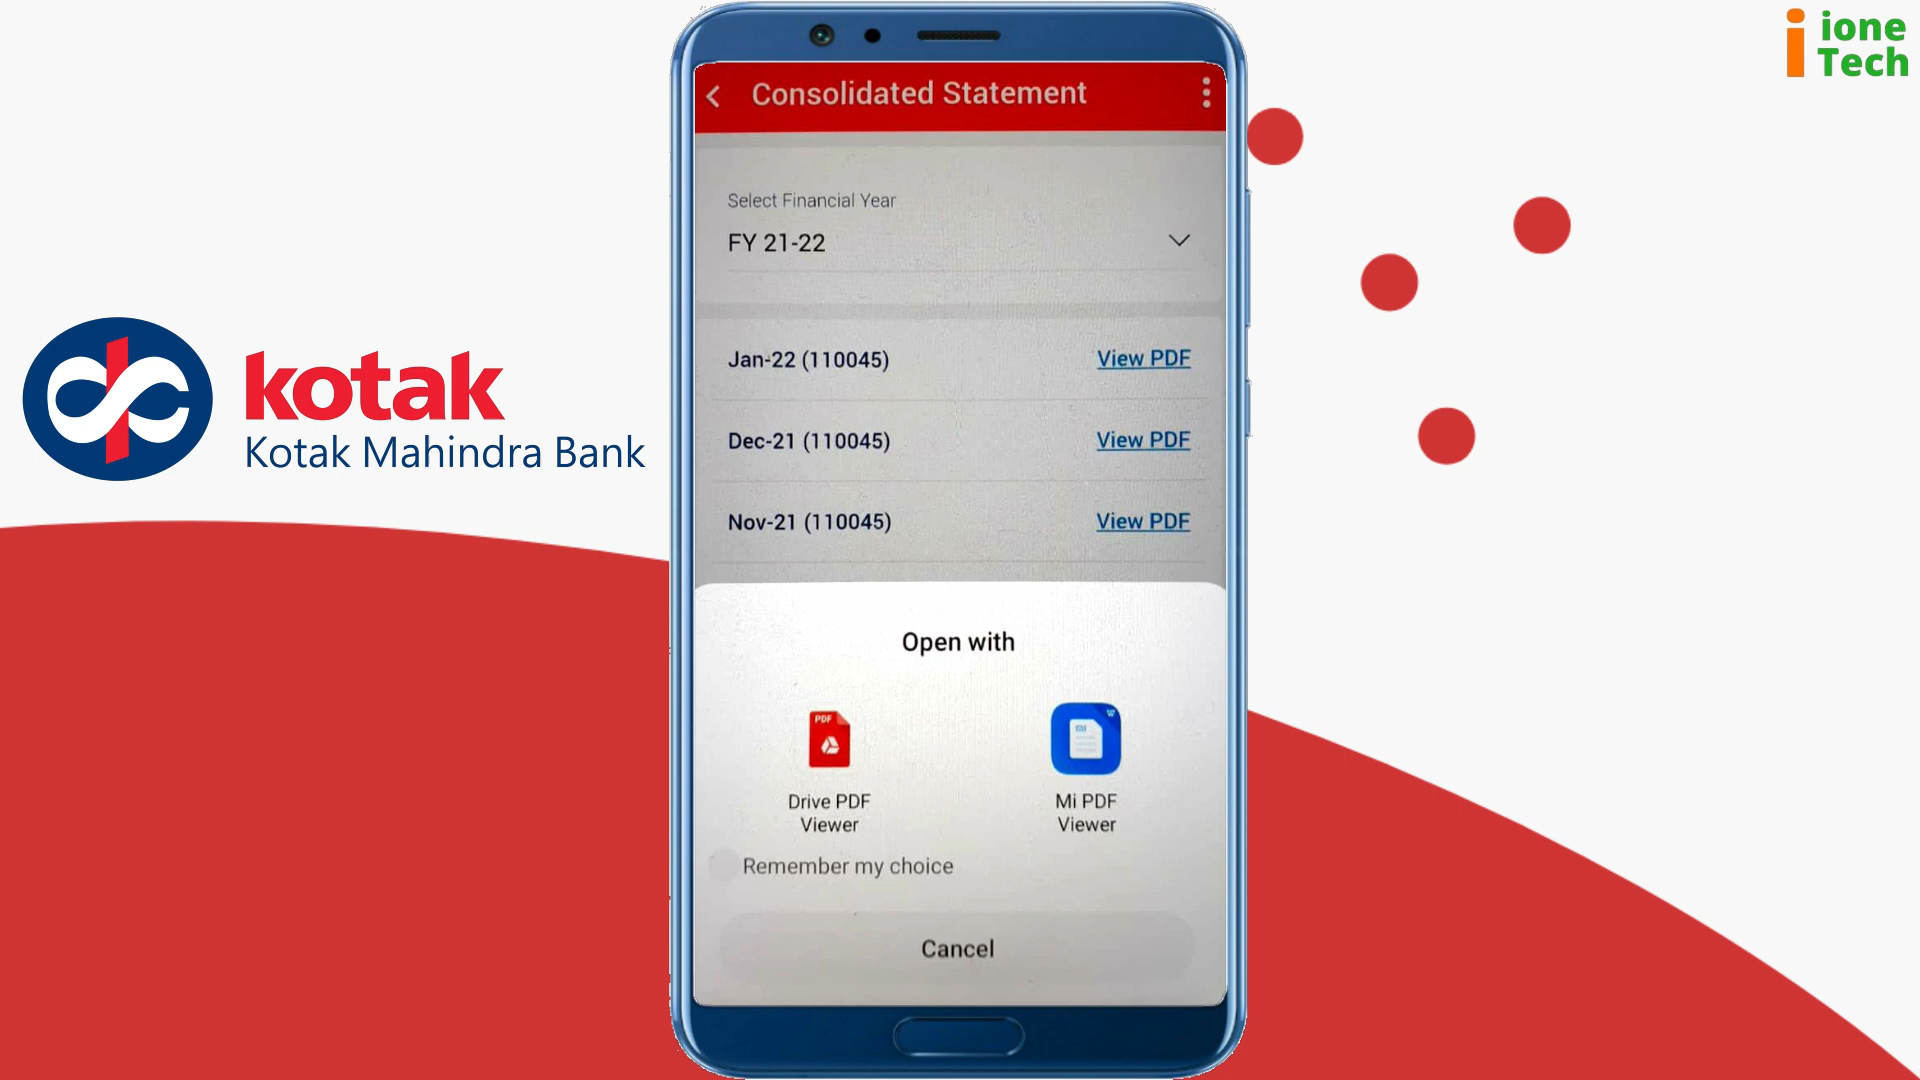 i ione
Tech
Consolidated Statement
Select Financial Year
FY 21-22
Jan-22 (110045) View PDF
Dec-21 (110045) View PDF
Nov-21 (110045) View PDF
kotak
Kotak Mahindra Bank
Open with
PDF
MI
W
Drive PDF
Viewer
Mi PDF
Viewer
Remember my choice
Cancel